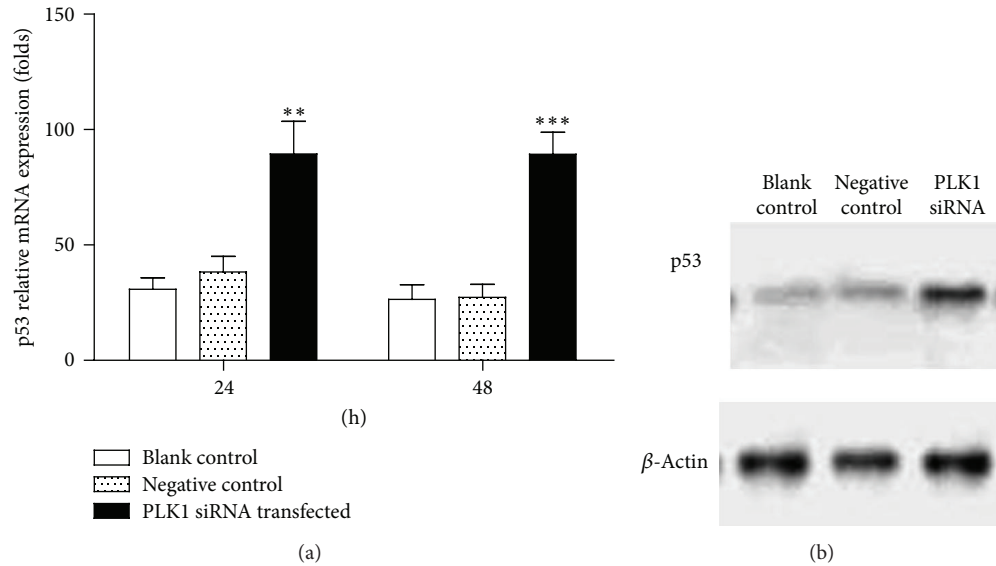 150
100
50
0
p53 relative mRNA expression (folds)
**
***
24
48
(h)
Blank control
Negative control
PLK1 siRNA transfected
(a)
Blank
control
Negative
control
PLK1
siRNA
p53
β-Actin
(b)